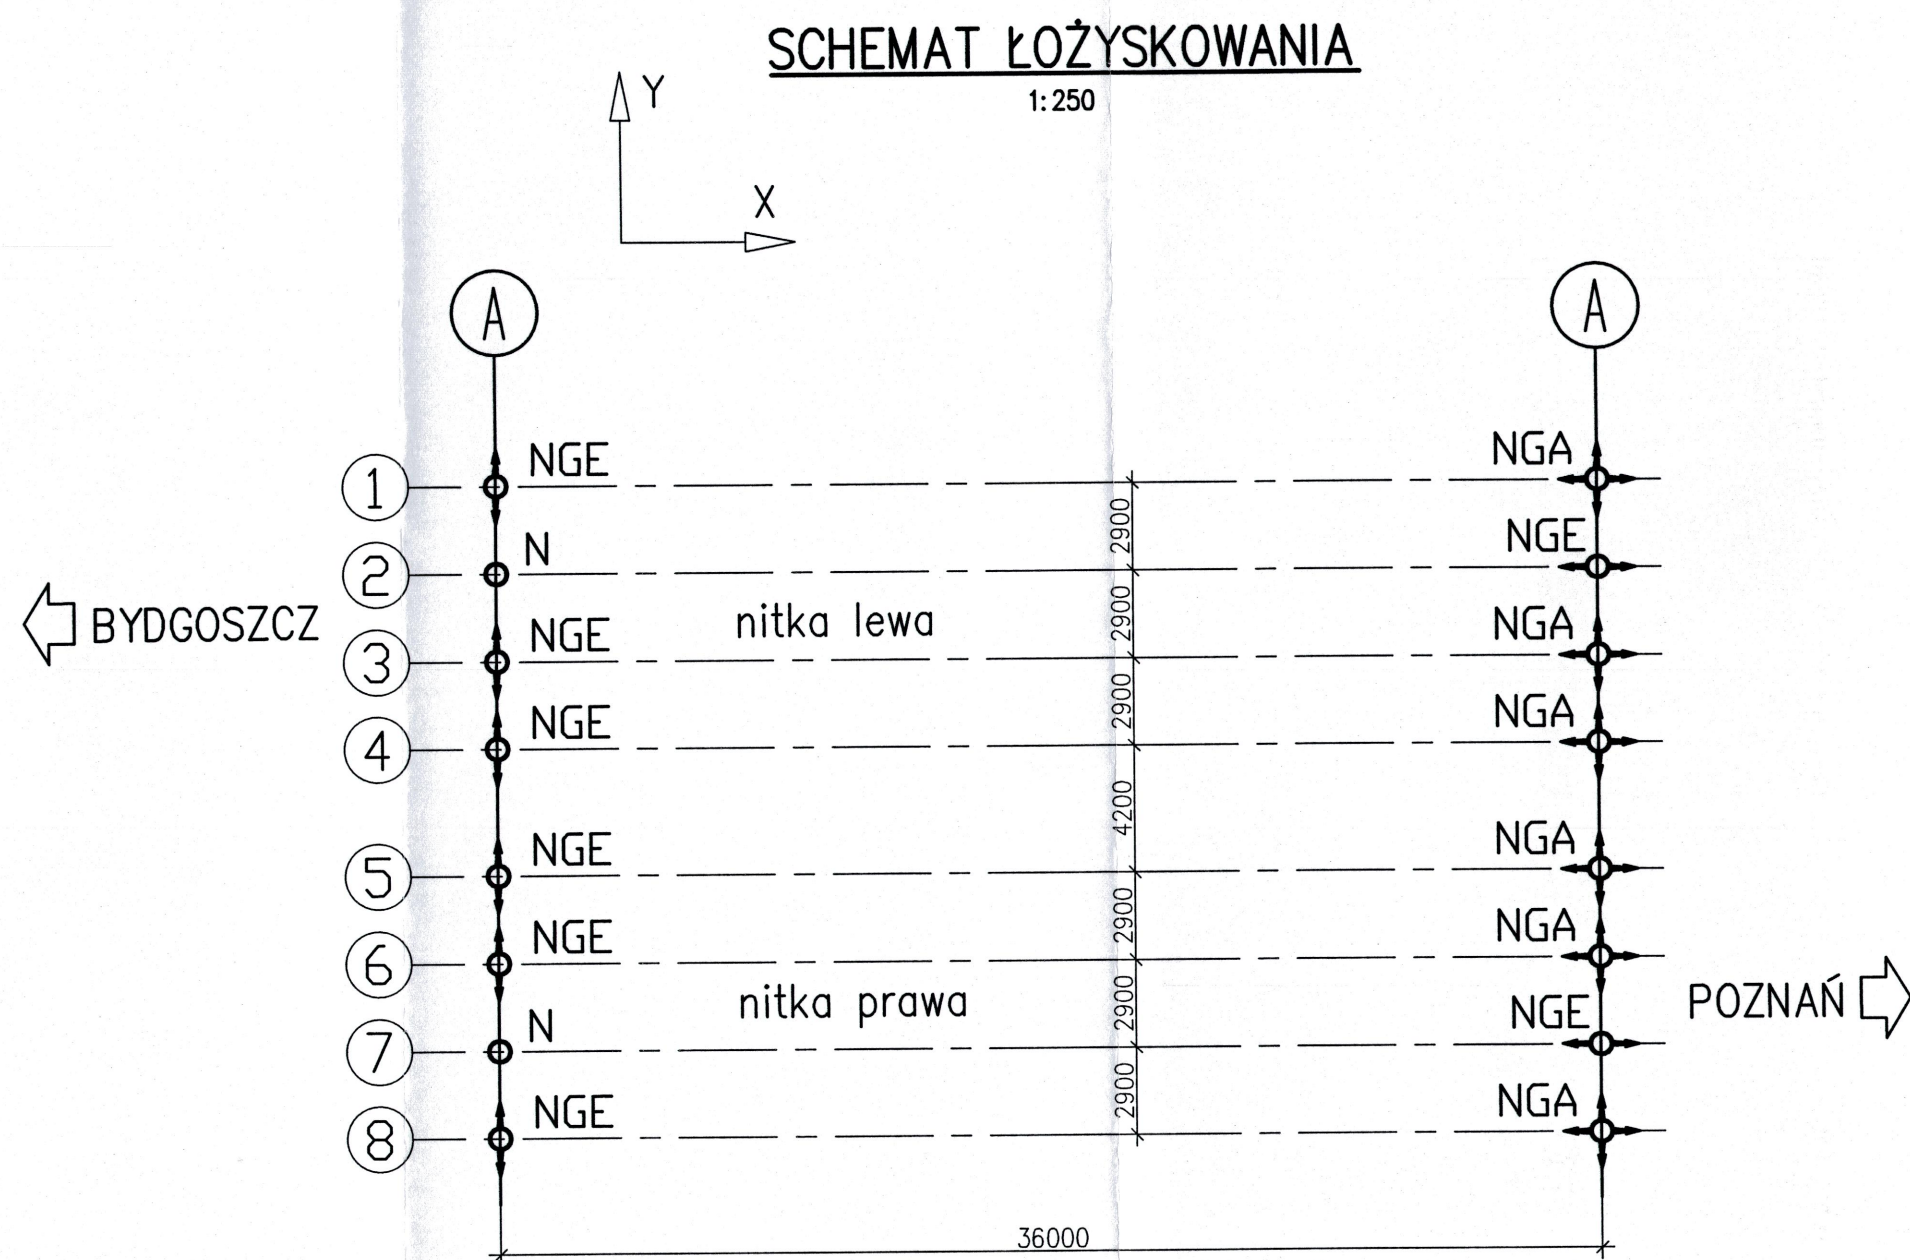 SCHEMAT ŁOŻYSKOWANIA
1:250
Y
X
A
A
1
NGE
NGA
2900
2
N
NGE
BYDGOSZCZ
nitka lewa
2900
3
NGE
NGA
2900
4
NGE
NGA
4200
5
NGE
NGA
2900
6
NGE
NGA
nitka prawa
2900
POZNAŃ
7
N
NGE
2900
8
NGE
NGA
36000